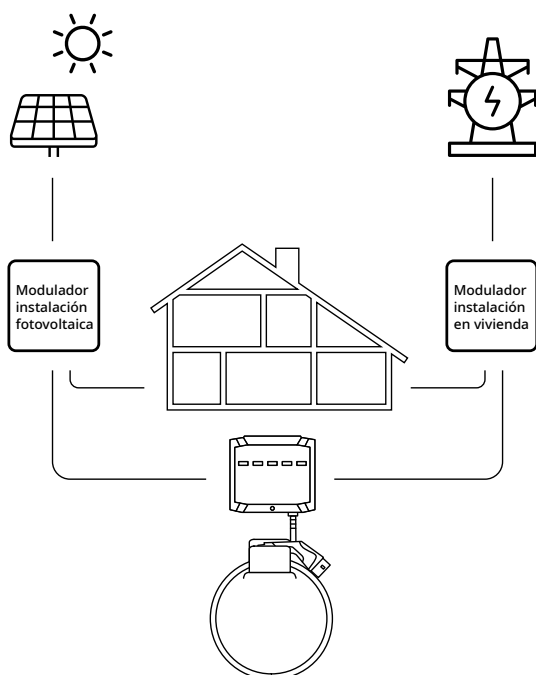 Modulador
instalación
fotovoltaica
Modulador
instalación
en vivienda